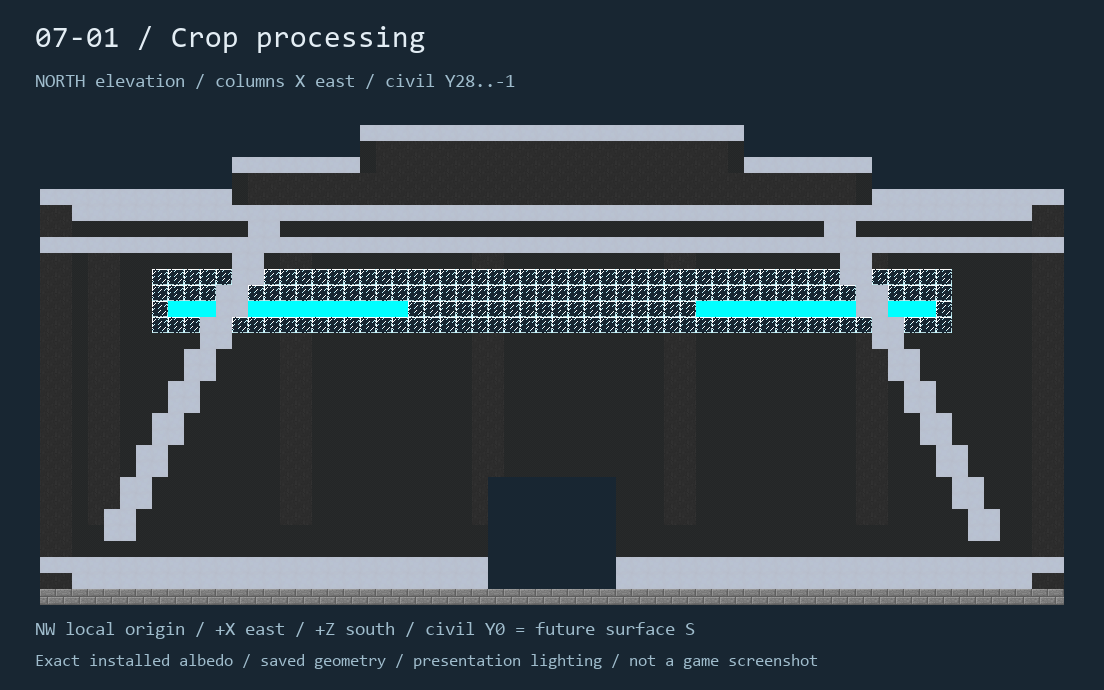 07-01 / Crop processing
NORTH elevation / columns X east / civil Y28..-1
NW local origin / +X east / +Z south / civil Y0 = future surface S
Exact installed albedo / saved geometry / presentation lighting / not a game screenshot